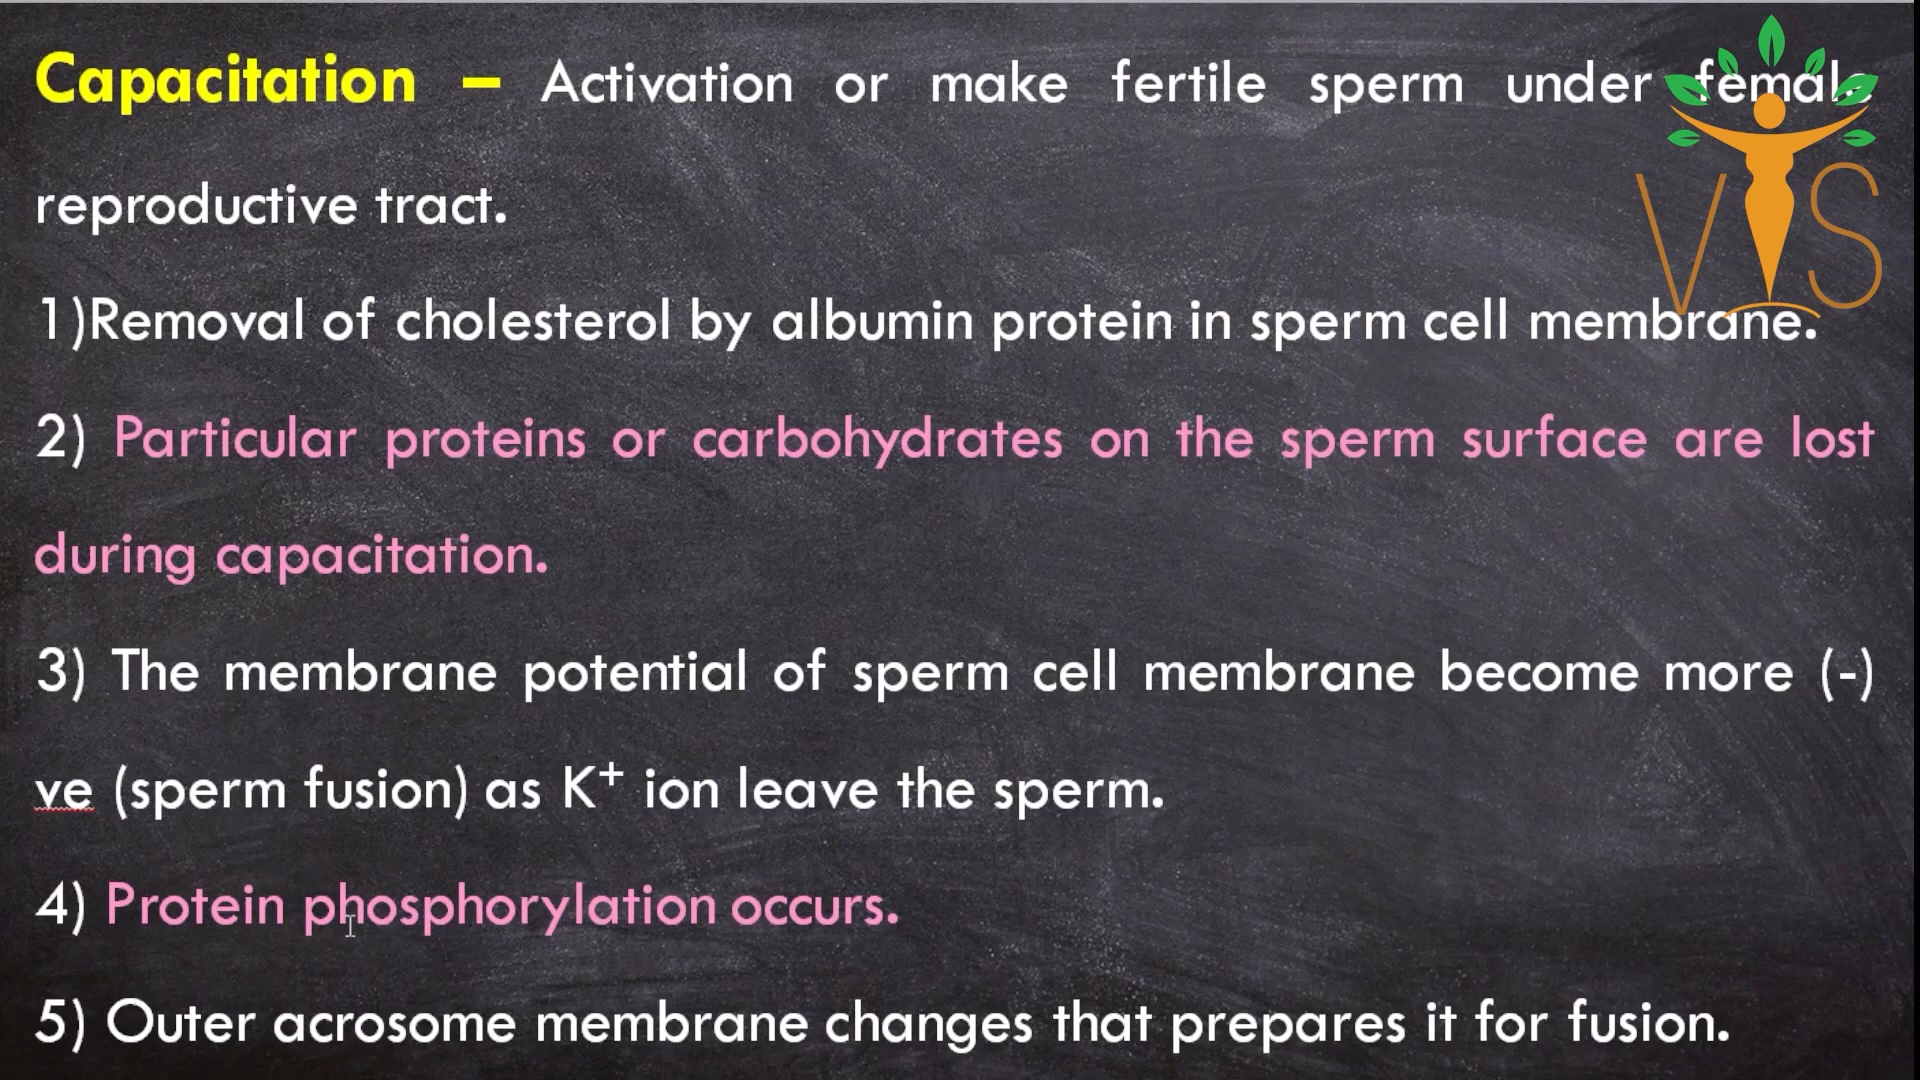 Capacitation – Activation or make fertile sperm under female
reproductive tract.
1)Removal of cholesterol by albumin protein in sperm cell membrane.
2) Particular proteins or carbohydrates on the sperm surface are lost
during capacitation.
3) The membrane potential of sperm cell membrane become more (-)
ve (sperm fusion) as K⁺ ion leave the sperm.
4) Protein phosphorylation occurs.
5) Outer acrosome membrane changes that prepares it for fusion.
VIS